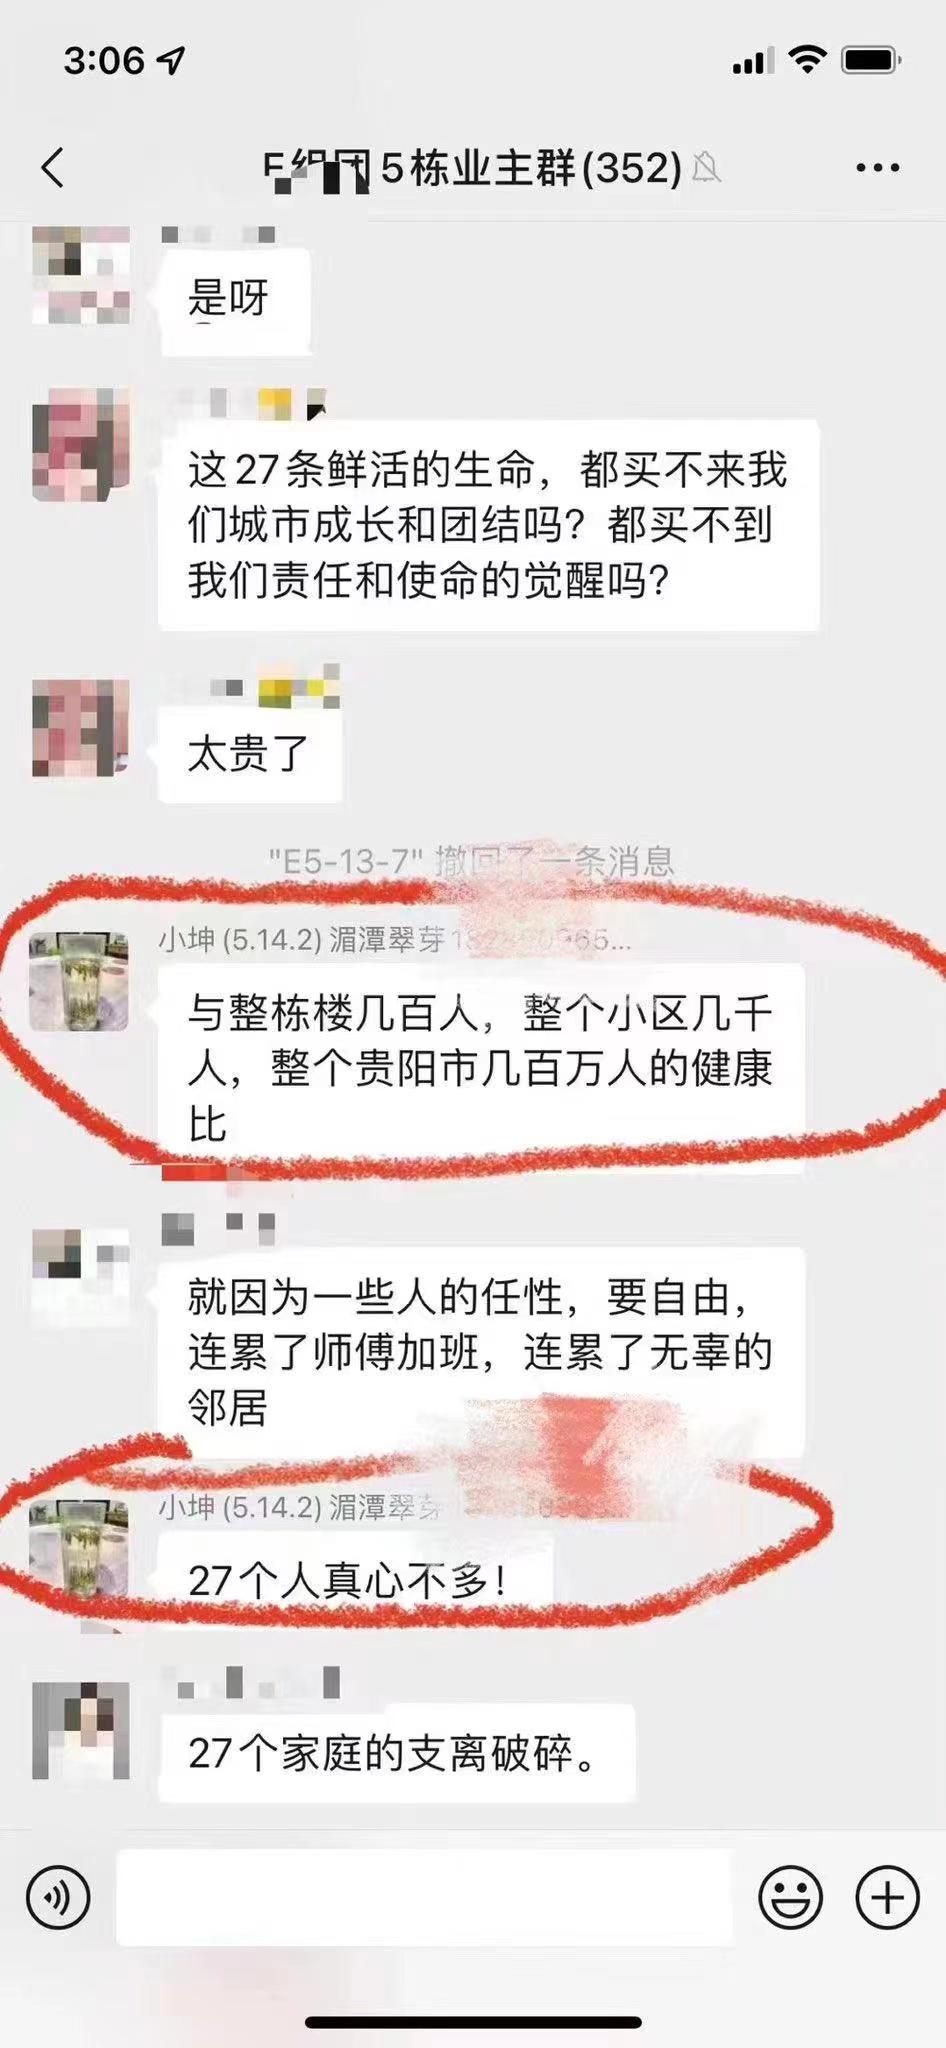 3:06
5栋业主群(352)
是呀
这27条鲜活的生命，都买不来我
们城市成长和团结吗？都买不到
我们责任和使命的觉醒吗？
太贵了
"E5-13-7" 撤回了一条消息
小坤(5.14.2)湄潭翠芽
与整栋楼几百人，整个小区几千
人，整个贵阳市几百万人的健康
比
就因为一些人的任性，要自由，
连累了师傅加班，连累了无辜的
邻居
小坤(5.14.2)湄潭翠芽
27个人真心不多！
27个家庭的支离破碎。